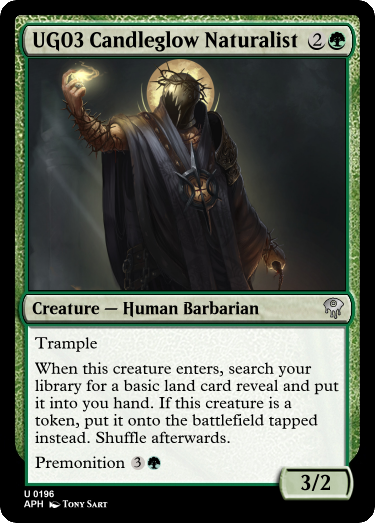 UG03 Candleglow Naturalist 2
Creature — Human Barbarian
Trample
When this creature enters, search your
library for a basic land card reveal and put
it into you hand. If this creature is a
token, put it onto the battlefield tapped
instead. Shuffle afterwards.
Premonition 3
3/2
U 0196
APH Tony Sart